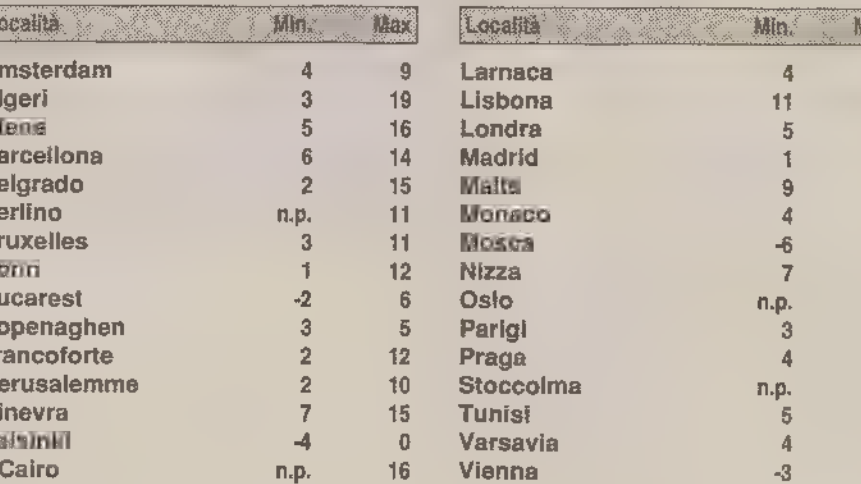 ocalità Min. Max
msterdam 4 9
lgeri 3 19
5 16
arcellona 6 14
elgrado 2 15
erlino n.p. 11
ruxelles 3 11
1 12
ucarest -2 6
openaghen 3 5
rancoforte 2 12
erusalemme 2 10
inevra 7 15
-4 0
Cairo n.p. 16
Località Min.
Larnaca 4
Lisbona 11
Londra 5
Madrid 1
Malta 9
Monaco 4
Mosca -6
Nizza 7
Oslo n.p.
Parigi 3
Praga 4
Stoccolma n.p.
Tunisi 5
Varsavia 4
Vienna -3